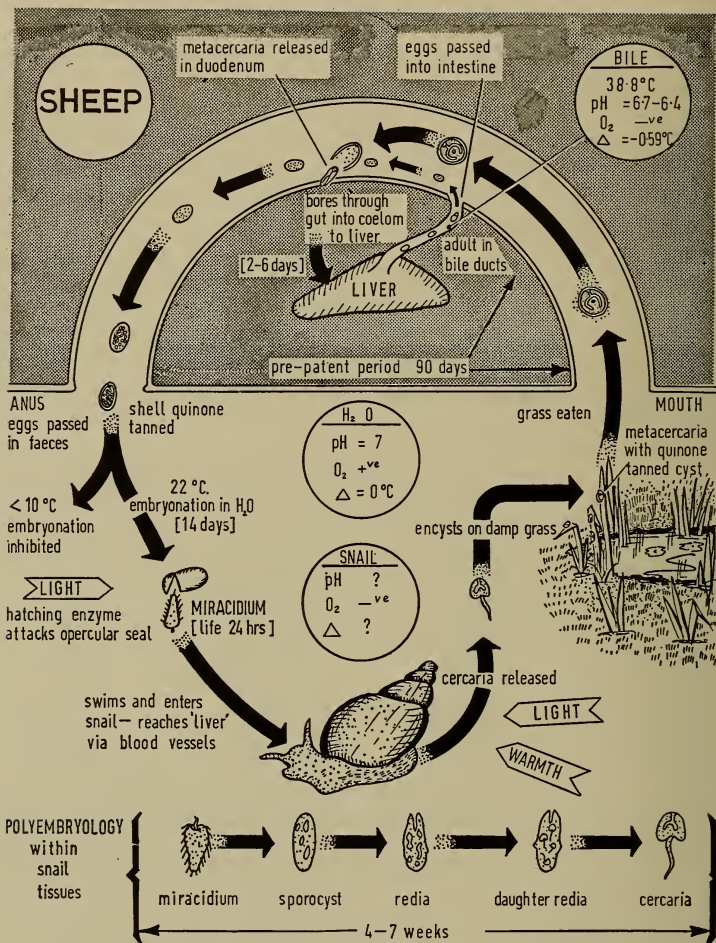 metacercaria released
in duodenum
eggs passed
into intestine
BILE
38·8°C
pH =6·7–6·4
O₂ –ve
Δ =–0·59°C
SHEEP
bores through
gut into coelom
to liver
[2–6 days]
LIVER
adult in
bile ducts
pre-patent period 90 days
ANUS
eggs passed
in faeces
shell quinone
tanned
H₂O
pH = 7
O₂ +ve
Δ = 0°C
grass eaten
MOUTH
metacercaria
with quinone
tanned cyst
< 10°C
embryonation
inhibited
22°C.
embryonation in H₂O
[14 days]
encysts on damp grass
LIGHT
hatching enzyme
attacks opercular seal
MIRACIDIUM
[life 24 hrs]
SNAIL
pH ?
O₂ –ve
Δ ?
swims and enters
snail– reaches 'liver'
via blood vessels
cercaria released
LIGHT
WARMTH
POLYEMBRYOLOGY
within
snail
tissues
miracidium
sporocyst
redia
daughter redia
cercaria
4–7 weeks